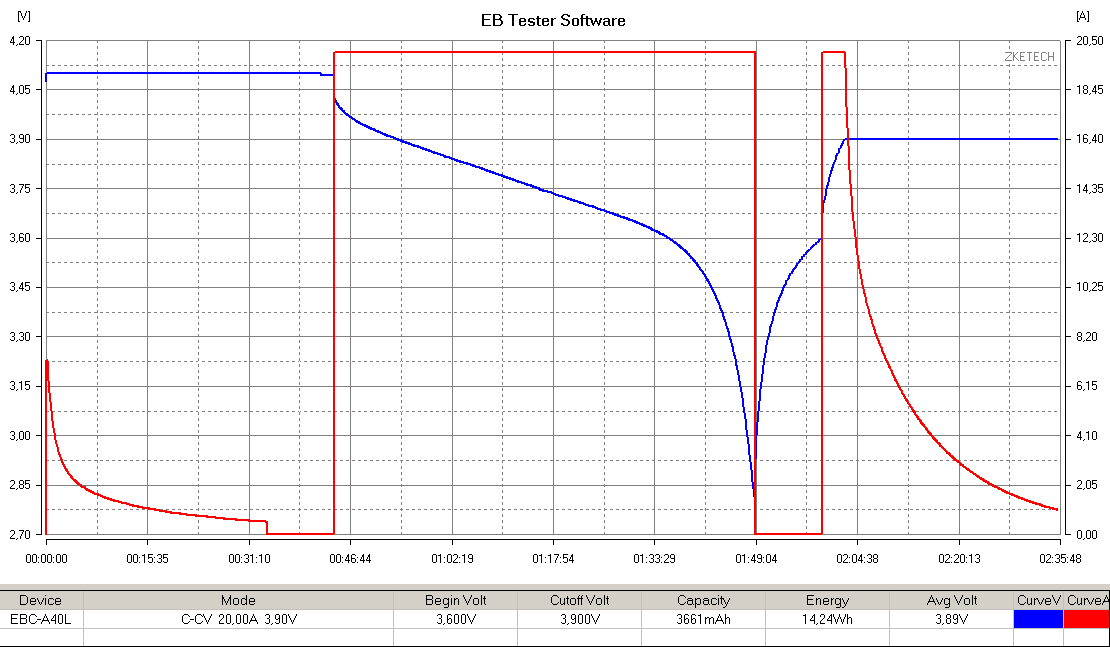 EB Tester Software
[V] [A]
ZKETECH
4,20 20,50
4,05 18,45
3,90 16,40
3,75 14,35
3,60 12,30
3,45 10,25
3,30 8,20
3,15 6,15
3,00 4,10
2,85 2,05
2,70 0,00
00:00:00 00:15:35 00:31:10 00:46:44 01:02:19 01:17:54 01:33:29 01:49:04 02:04:38 02:20:13 02:35:48
Device Mode Begin Volt Cutoff Volt Capacity Energy Avg Volt CurveV CurveA
EBC-A40L C-CV 20,00A 3,90V 3,600V 3,900V 3661mAh 14,24Wh 3,89V